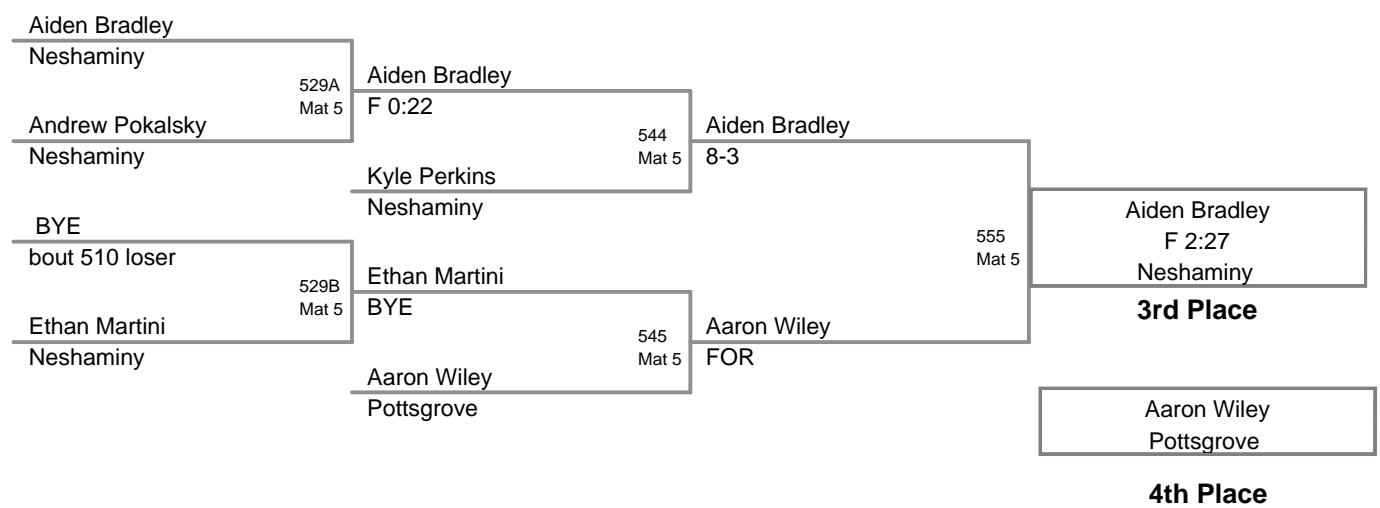 Aiden Bradley
Neshaminy
529A
Mat 5
Andrew Pokalsky
Neshaminy
Aiden Bradley
F 0:22
544
Mat 5
Kyle Perkins
Neshaminy
Aiden Bradley
8-3
BYE
bout 510 loser
529B
Mat 5
Ethan Martini
Neshaminy
Ethan Martini
BYE
545
Mat 5
Aaron Wiley
Pottsgrove
Aaron Wiley
FOR
555
Mat 5
Aiden Bradley
F 2:27
Neshaminy
3rd Place
Aaron Wiley
Pottsgrove
4th Place